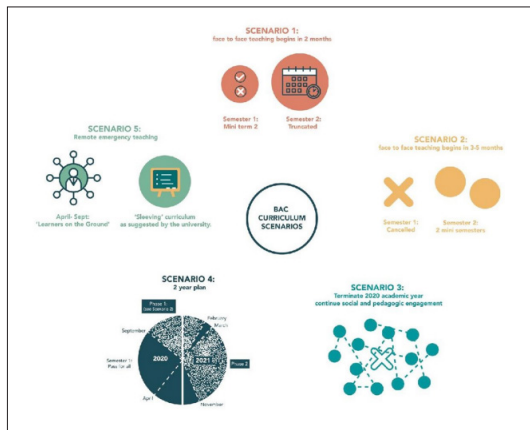 SCENARIO 1:
face to face teaching begins in 2 months
Semester 1:
Mini term 2
Semester 2:
Truncated
SCENARIO 2:
face to face teaching begins in 3-5 months
Semester 1:
Cancelled
Semester 2:
2 mini semesters
SCENARIO 3:
Terminate 2020 academic year
continue social and pedagogic engagement
SCENARIO 4:
2 year plan
Phase 1:
February
March
September
2020
2021
Semester 1:
Pass for all
Phase 2
April
November
SCENARIO 5:
Remote emergency teaching
April- Sept:
'Learners on the Ground'
'Sleeving' curriculum
as suggested by the university
BAC
CURRICULUM
SCENARIOS